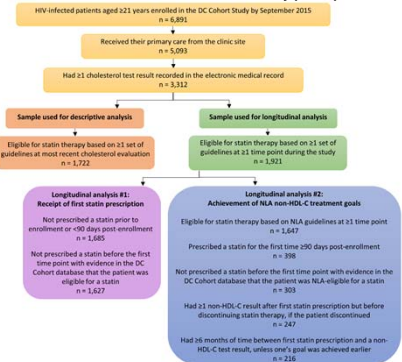 HIV-infected patients aged ≥21 years enrolled in the DC Cohort Study by September 2015
n = 6,891
Received their primary care from the clinic site
n = 5,093
Had ≥1 cholesterol test result recorded in the electronic medical record
n = 3,312
Sample used for descriptive analysis
Sample used for longitudinal analysis
Eligible for statin therapy based on ≥1 set of
guidelines at most recent cholesterol evaluation
n = 1,722
Eligible for statin therapy based on ≥1 set of
guidelines at ≥1 time point during the study
n = 1,921
Longitudinal analysis #1:
Receipt of first statin prescription
Not prescribed a statin prior to
enrollment or <90 days post-enrollment
n = 1,685
Not prescribed a statin before the first
time point with evidence in the DC
Cohort database that the patient was
eligible for a statin
n = 1,627
Longitudinal analysis #2:
Achievement of NLA non-HDL-C treatment goals
Eligible for statin therapy based on NLA guidelines at ≥1 time point
n = 1,647
Prescribed a statin for the first time ≥90 days post-enrollment
n = 398
Not prescribed a statin before the first time point with evidence in the
DC Cohort database that the patient was NLA-eligible for a statin
n = 303
Had ≥1 non-HDL-C result after first statin prescription but before
discontinuing statin therapy, if the patient discontinued
n = 247
Had ≥6 months of time between first statin prescription and a non-
HDL-C test result, unless one's goal was achieved earlier
n = 216